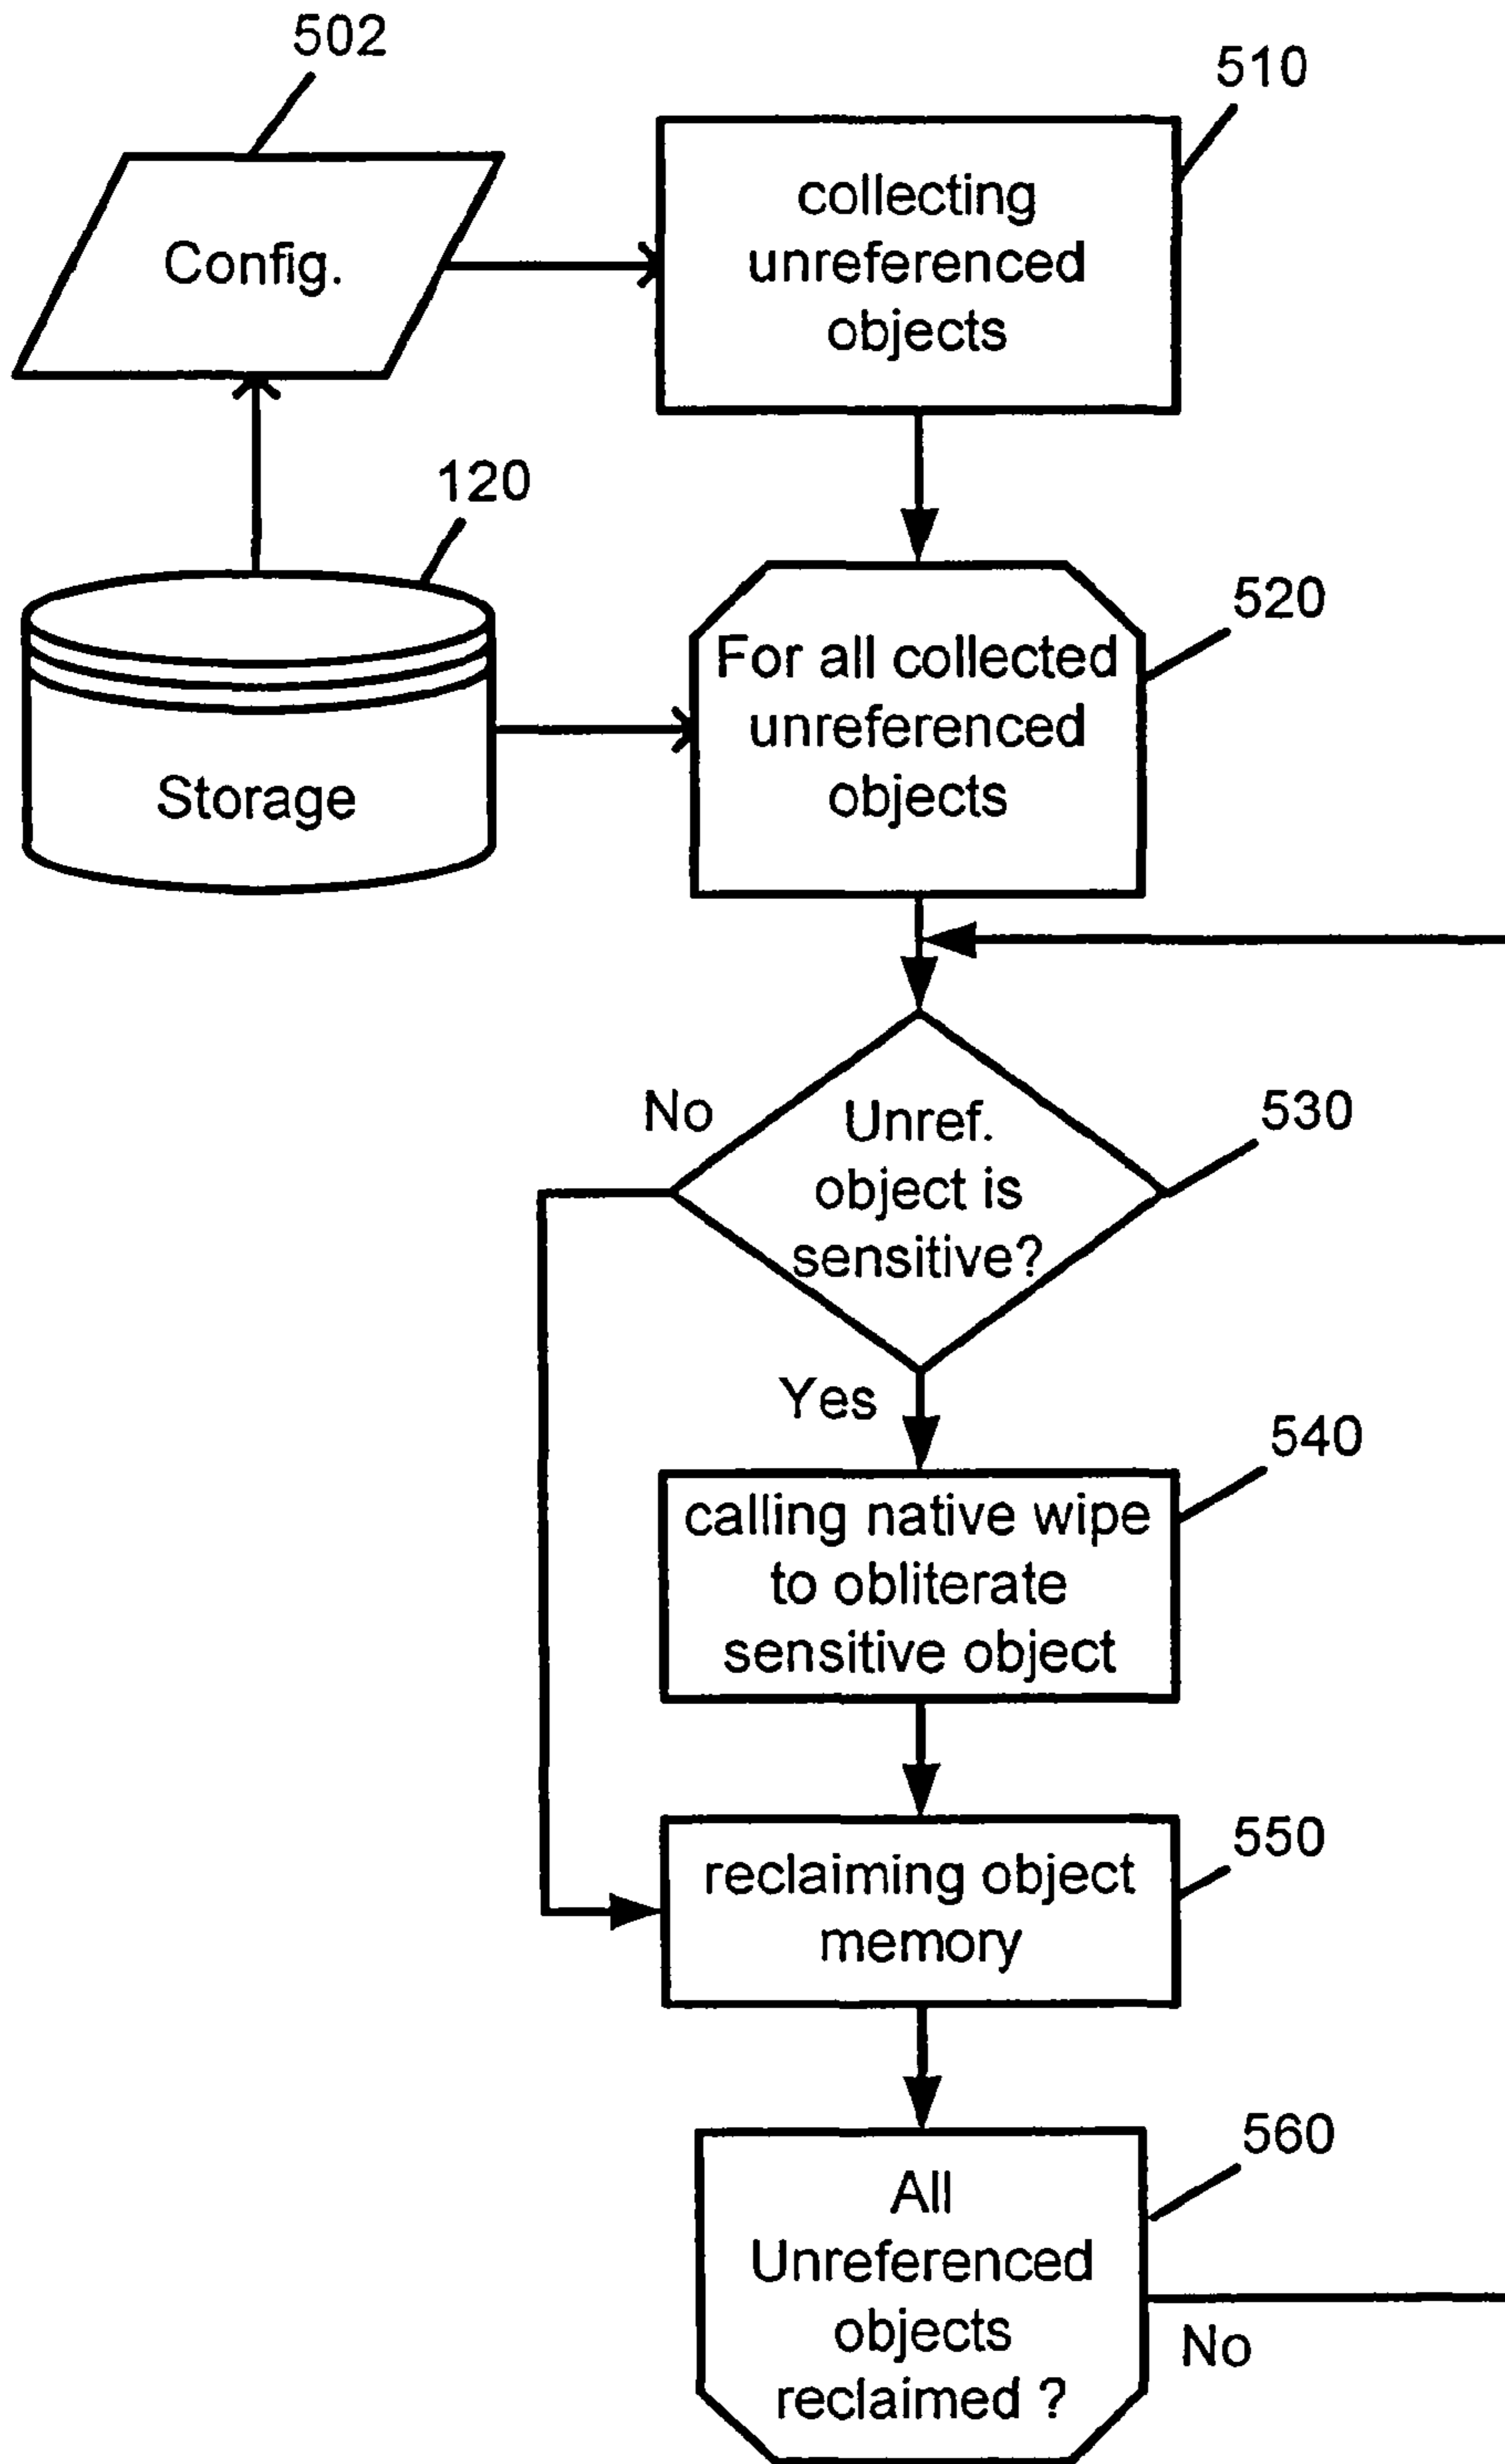 502
510
Config.
collecting
unreferenced
objects
120
Storage
520
For all collected
unreferenced
objects
No
Unref.
object is
sensitive?
530
Yes
540
calling native wipe
to obliterate
sensitive object
550
reclaiming object
memory
560
All
Unreferenced
objects
reclaimed ?
No